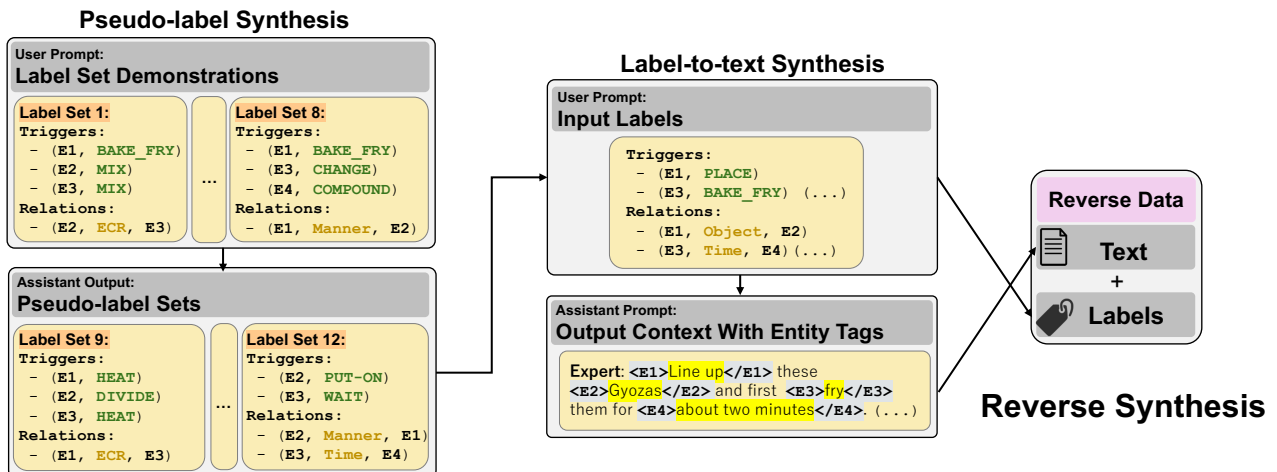 Pseudo-label Synthesis
User Prompt:
Label Set Demonstrations
Label Set 1:
Triggers:
- (E1, BAKE_FRY)
- (E2, MIX)
- (E3, MIX)
Relations:
- (E2, ECR, E3)
...
Label Set 8:
Triggers:
- (E1, BAKE_FRY)
- (E3, CHANGE)
- (E4, COMPOUND)
Relations:
- (E1, Manner, E2)
Assistant Output:
Pseudo-label Sets
Label Set 9:
Triggers:
- (E1, HEAT)
- (E2, DIVIDE)
- (E3, HEAT)
Relations:
- (E1, ECR, E3)
...
Label Set 12:
Triggers:
- (E2, PUT-ON)
- (E3, WAIT)
Relations:
- (E2, Manner, E1)
- (E3, Time, E4)
Label-to-text Synthesis
User Prompt:
Input Labels
Triggers:
- (E1, PLACE)
- (E3, BAKE_FRY) (...)
Relations:
- (E1, Object, E2)
- (E3, Time, E4)(...)
Assistant Prompt:
Output Context With Entity Tags
Expert: <E1>Line up</E1> these
<E2>Gyozas</E2> and first <E3>fry</E3>
them for <E4>about two minutes</E4>. (...)
Reverse Data
Text
+
Labels
Reverse Synthesis